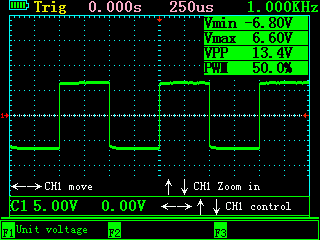 Trig 0.000s 250us 1.000KHz
Vmin -6.80V
Vmax 6.60V
VPP 13.4V
PWM 50.0%
1
CH1 move CH1 Zoom in
C1 5.00V 0.00V CH1 control
F1 Unit voltage F2 F3